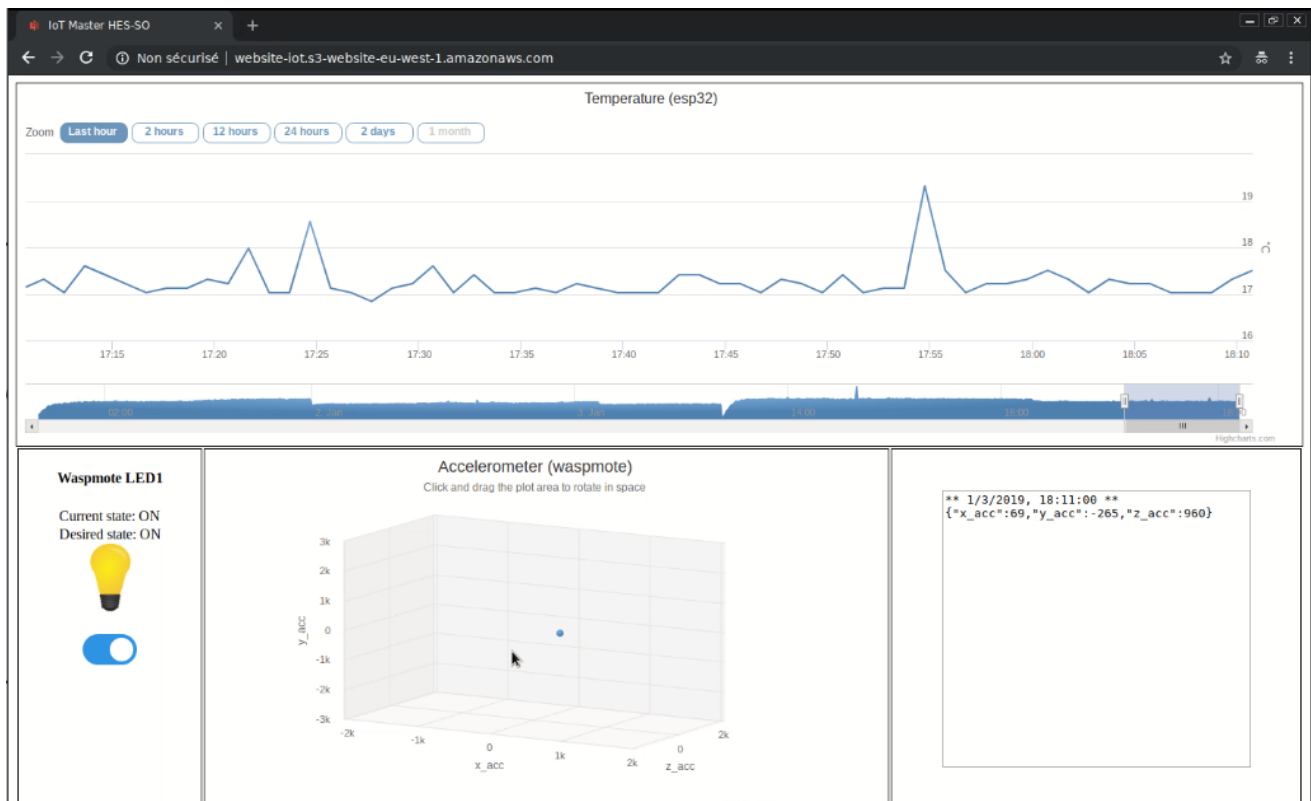 IoT Master HES-SO
Non sécurisé | website-iot.s3-website-eu-west-1.amazonaws.com
Temperature (esp32)
Zoom Last hour 2 hours 12 hours 24 hours 2 days 1 month
19
18
°C
17
16
17:15 17:20 17:25 17:30 17:35 17:40 17:45 17:50 17:55 18:00 18:05 18:10
02:00 2. Jan 3. Jan 14:00 16:00
Highcharts.com
Waspmote LED1
Current state: ON
Desired state: ON
Accelerometer (waspmote)
Click and drag the plot area to rotate in space
3k
2k
1k
0
-1k
-2k
-3k
y_acc
-2k -1k 0 1k 2k
x_acc
0 2k
z_acc
** 1/3/2019, 18:11:00 **
{"x_acc":69,"y_acc":-265,"z_acc":960}